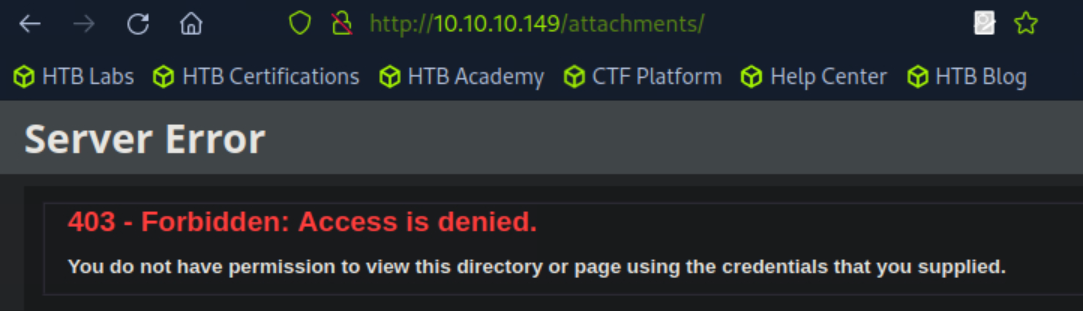 http://10.10.10.149/attachments/
HTB Labs HTB Certifications HTB Academy CTF Platform Help Center HTB Blog
Server Error
403 - Forbidden: Access is denied.
You do not have permission to view this directory or page using the credentials that you supplied.